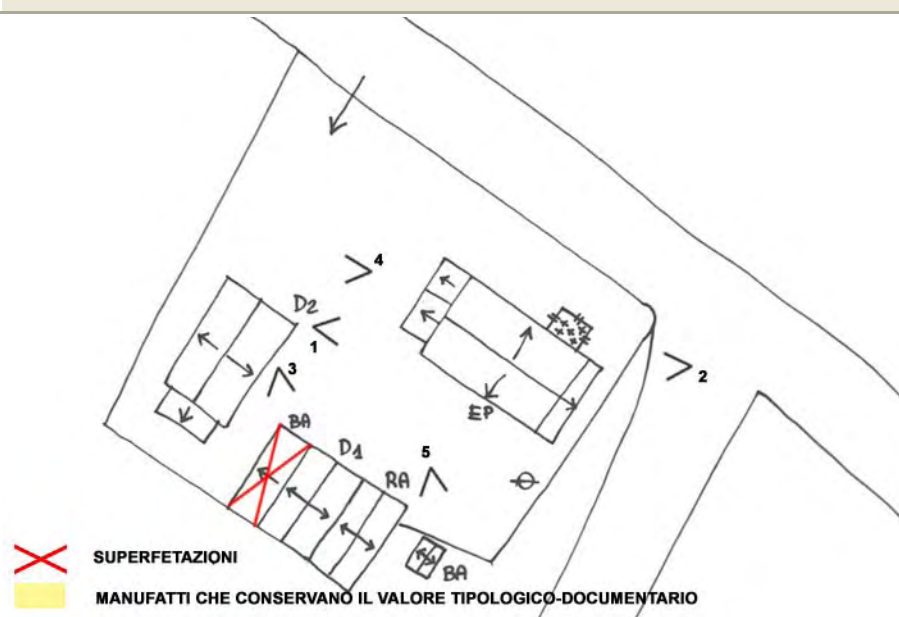 4
D2
1
2
3
EP
BA
D1
5
RA
BA
SUPERFETAZIONI
MANUFATTI CHE CONSERVANO IL VALORE TIPOLOGICO-DOCUMENTARIO